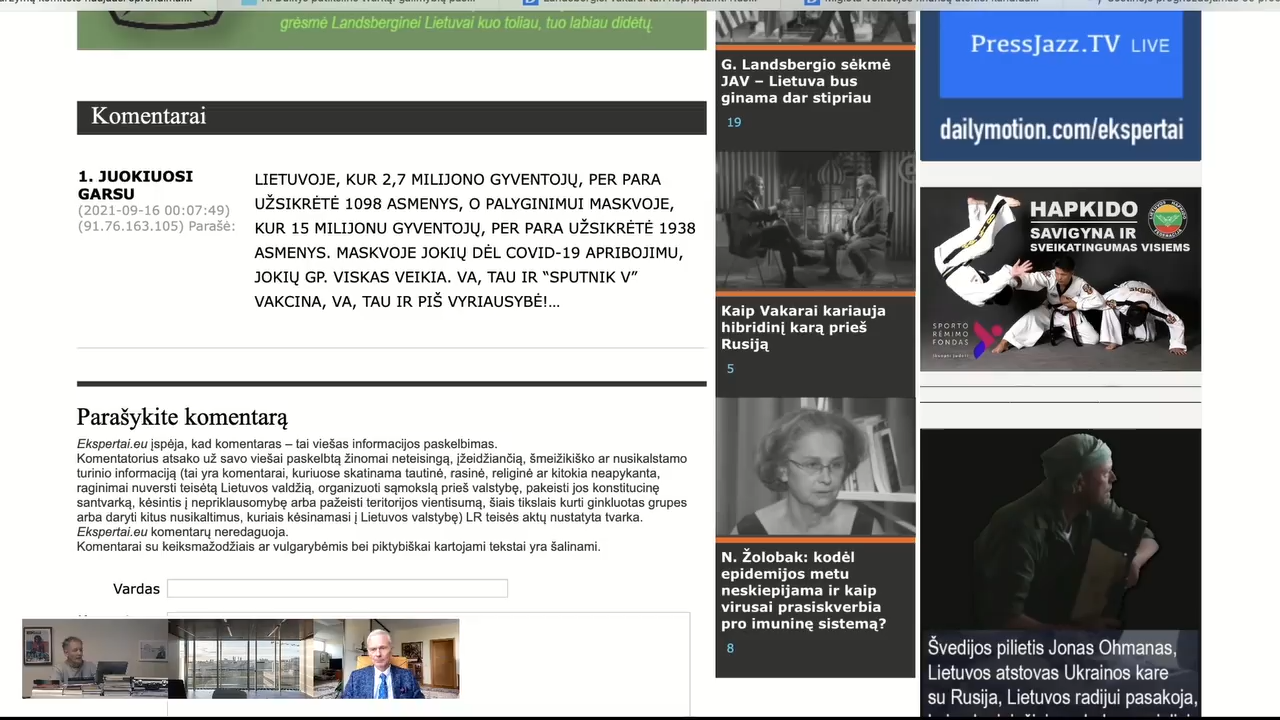 grėsmė Landsberginei Lietuvai kuo toliau, tuo labiau didėtų.
Komentarai
1. JUOKIUOSI
GARSU
(2021-09-16 00:07:49)
(91.76.163.105) Parašė:
LIETUVOJE, KUR 2,7 MILIJONO GYVENTOJŲ, PER PARA
UŽSIKRĖTĖ 1098 ASMENYS, O PALYGINIMUI MASKVOJE,
KUR 15 MILIJONU GYVENTOJŲ, PER PARA UŽSIKRĖTĖ 1938
ASMENYS. MASKVOJE JOKIŲ DĖL COVID-19 APRIBOJIMU,
JOKIŲ GP. VISKAS VEIKIA. VA, TAU IR “SPUTNIK V”
VAKCINA, VA, TAU IR PIŠ VYRIAUSYBĖ!…
Parašykite komentarą
Ekspertai.eu įspėja, kad komentaras – tai viešas informacijos paskelbimas.
Komentatorius atsako už savo viešai paskelbtą žinomai neteisingą, įžeidžiančią, šmeižikiško ar nusikalstamo
turinio informaciją (tai yra komentarai, kuriuose skatinama tautinė, rasinė, religinė ar kitokia neapykanta,
raginimai nuversti teisėtą Lietuvos valdžią, organizuoti sąmokslą prieš valstybę, pakeisti jos konstitucinę
santvarką, kėsintis į nepriklausomybę arba pažeisti teritorijos vientisumą, šiais tikslais kurti ginkluotas grupes
arba daryti kitus nusikaltimus, kuriais kėsinamasi į Lietuvos valstybę) LR teisės aktų nustatyta tvarka.
Ekspertai.eu komentarų neredaguoja.
Komentarai su keiksmažodžiais ar vulgarybėmis bei piktybiškai kartojami tekstai yra šalinami.
Vardas
G. Landsbergio sėkmė
JAV – Lietuva bus
ginama dar stipriau
19
Kaip Vakarai kariauja
hibridinį karą prieš
Rusiją
5
N. Žolobak: kodėl
epidemijos metu
neskiepijama ir kaip
virusai prasiskverbia
pro imuninę sistemą?
8
PressJazz.TV LIVE
dailymotion.com/ekspertai
HAPKIDO
SAVIGYNA IR
SVEIKATINGUMAS VISIEMS
SPORTO
RĖMIMO
FONDAS
Švedijos pilietis Jonas Ohmanas,
Lietuvos atstovas Ukrainos kare
su Rusija, Lietuvos radijui pasakoja,